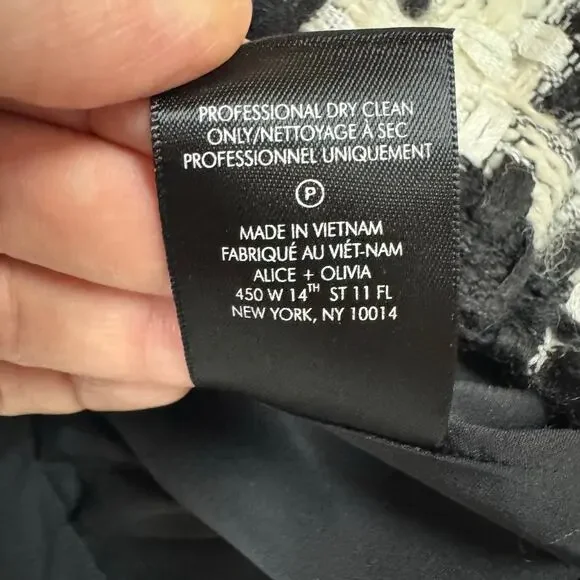 PROFESSIONAL DRY CLEAN
ONLY/NETTOYAGE À SEC
PROFESSIONNEL UNIQUEMENT
P
MADE IN VIETNAM
FABRIQUÉ AU VIÉT-NAM
ALICE + OLIVIA
450 W 14TH ST 11 FL
NEW YORK, NY 10014